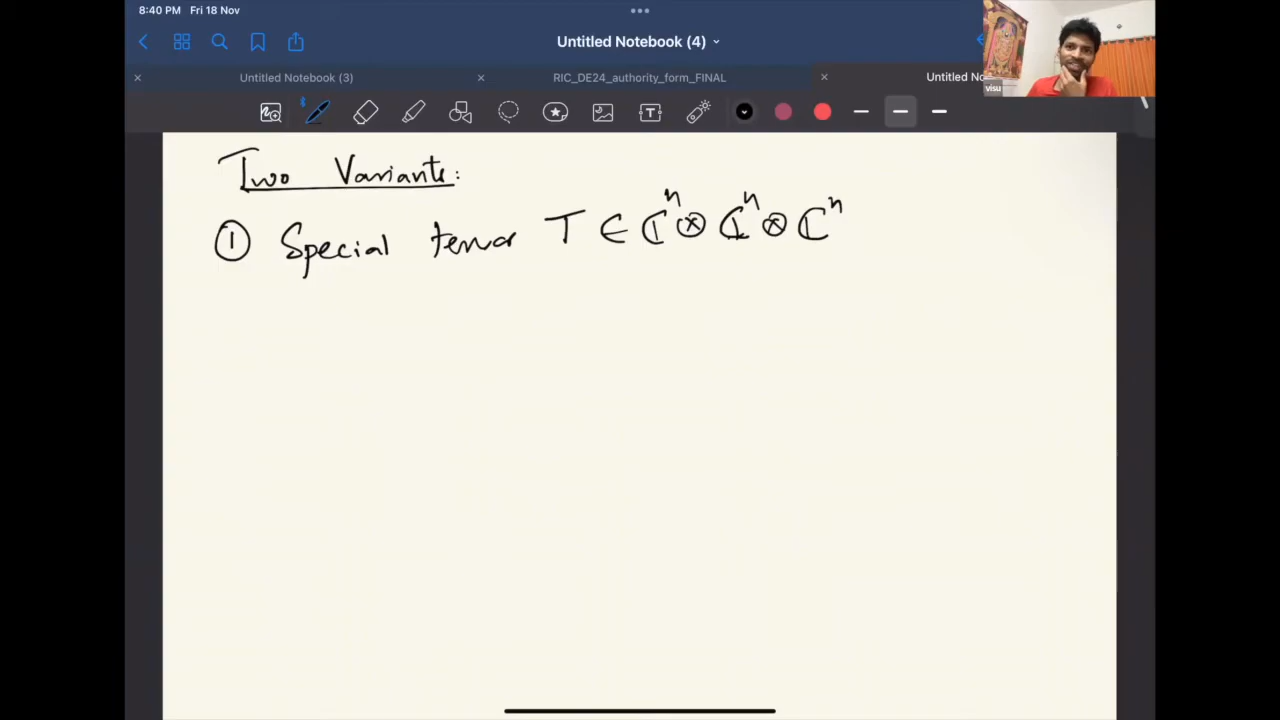 8:40 PM Fri 18 Nov
Untitled Notebook (4)
Untitled Notebook (3)
RIC_DE24_authority_form_FINAL
Untitled No
visu
Two Variants:
① Special tensor T ∈ ℂⁿ ⊗ ℂⁿ ⊗ ℂⁿ